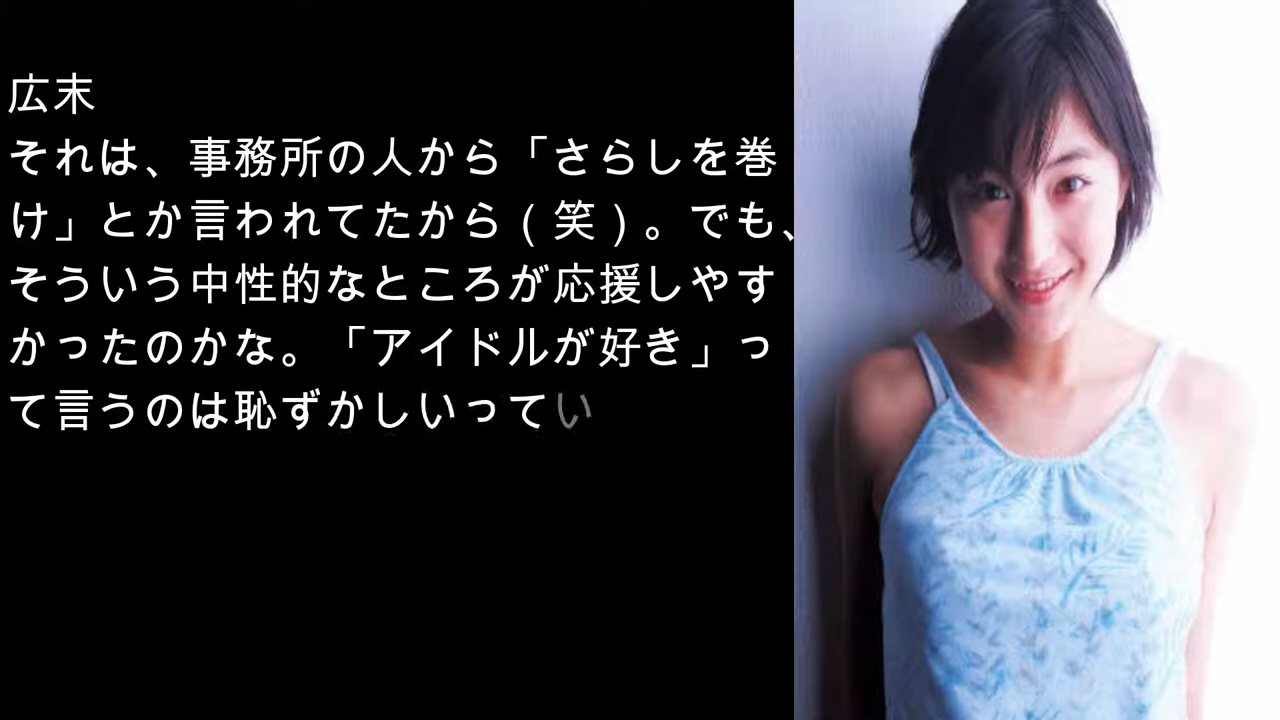 広末
それは、事務所の人から「さらしを巻
け」とか言われてたから（笑）。でも、
そういう中性的なところが応援しやす
かったのかな。「アイドルが好き」っ
て言うのは恥ずかしいってい